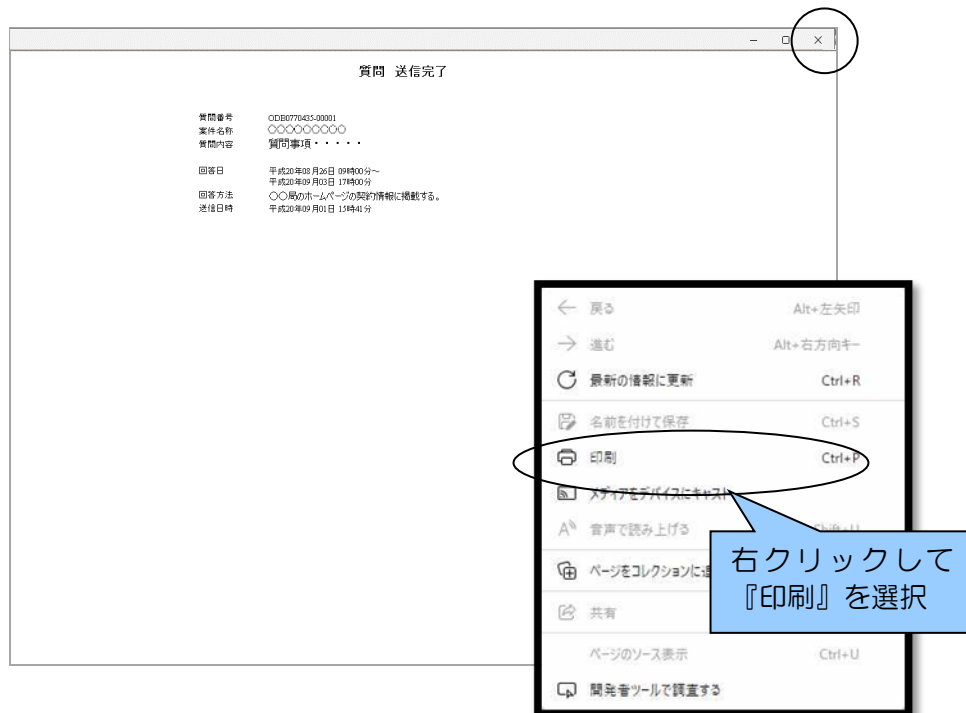 質問 送信完了
質問番号 ODB0770435-00001
案件名称 〇〇〇〇〇〇〇〇〇
質問内容 質問事項・・・・・
回答日 平成20年08月26日 09時00分～
平成20年09月03日 17時00分
回答方法 〇〇局のホームページの契約情報に掲載する。
送信日時 平成20年09月01日 15時41分
戻る Alt+左矢印
進む Alt+右方向キー
最新の情報に更新 Ctrl+R
名前を付けて保存 Ctrl+S
印刷 Ctrl+P
メディアをデバイスにキャスト
音声で読み上げる Shift+U
ページをコレクションに追
共有
ページのソース表示 Ctrl+U
開発者ツールで調査する
右クリックして
『印刷』を選択